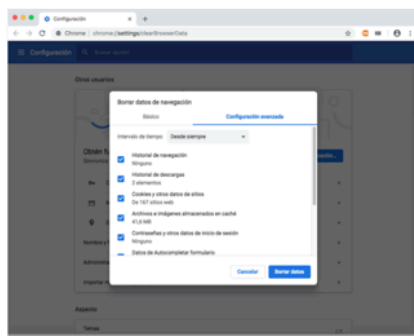 Configuración
Chrome | chrome://settings/clearBrowserData
Configuración
Buscar ajustes
Otros usuarios
Borrar datos de navegación
Básico
Configuración avanzada
Intervalo de tiempo
Desde siempre
Historial de navegación
Ninguno
Historial de descargas
3 elementos
Cookies y otros datos de sitios
De 167 sitios web
Archivos e imágenes almacenados en caché
41,6 MB
Contraseñas y otros datos de inicio de sesión
Ninguno
Datos de Autocompletar formulario
Cancelar
Borrar datos
Aspecto
Temas